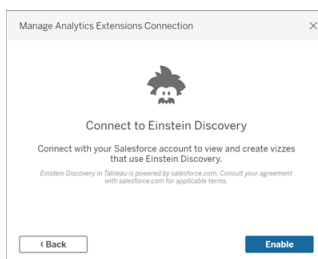 Manage Analytics Extensions Connection
Connect to Einstein Discovery
Connect with your Salesforce account to view and create vizzes
that use Einstein Discovery.
Einstein Discovery in Tableau is powered by salesforce.com. Consult your agreement
with salesforce.com for applicable terms.
Back
Enable